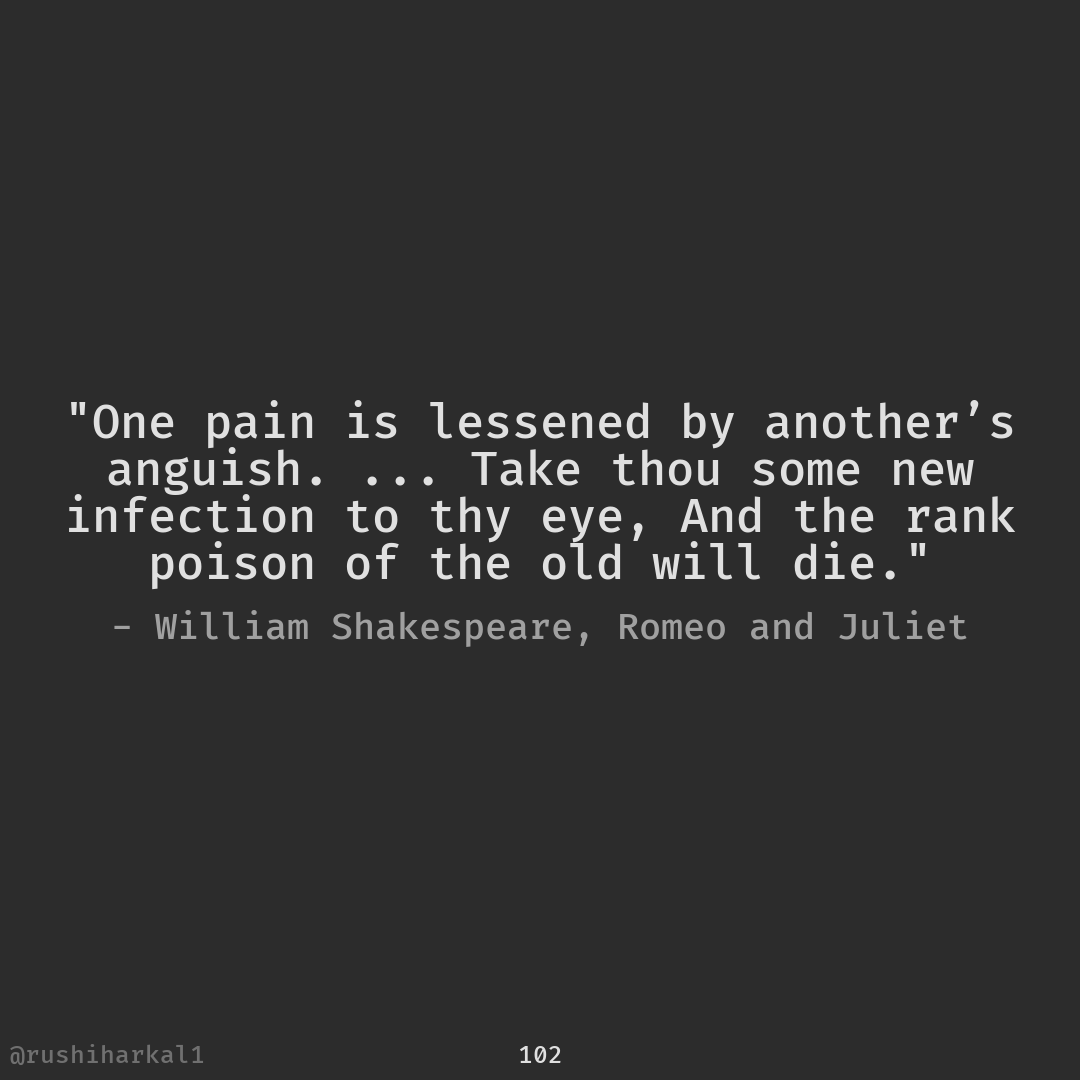 "One pain is lessened by another’s
anguish. ... Take thou some new
infection to thy eye, And the rank
poison of the old will die."
– William Shakespeare, Romeo and Juliet
@rushiharkal1
102